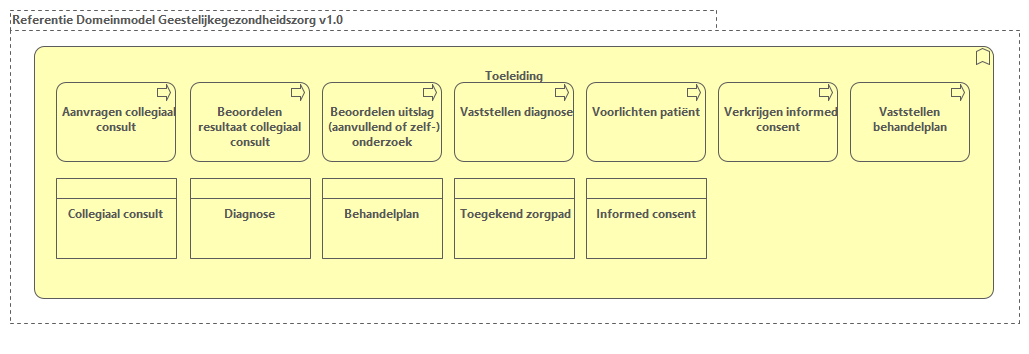 Referentie Domeinmodel Geestelijkegezondheidszorg v1.0
Toeleiding
Aanvragen collegiaal
consult
Beoordelen
resultaat collegiaal
consult
Beoordelen uitslag
(aanvullend of zelf-)
onderzoek
Vaststellen diagnose
Voorlichten patiënt
Verkrijgen informed
consent
Vaststellen
behandelplan
Collegiaal consult
Diagnose
Behandelplan
Toegekend zorgpad
Informed consent